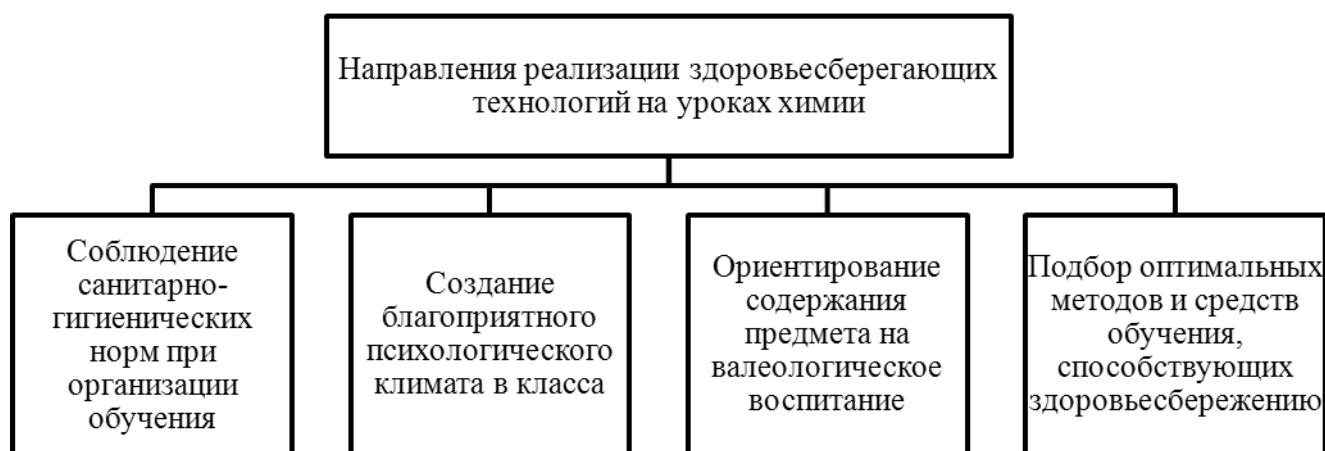 Направления реализации здоровьесберегающих
технологий на уроках химии
Соблюдение
санитарно-
гигиенических
норм при
организации
обучения
Создание
благоприятного
психологического
климата в класса
Ориентирование
содержания
предмета на
валеологическое
воспитание
Подбор оптимальных
методов и средств
обучения,
способствующих
здоровьесбережению